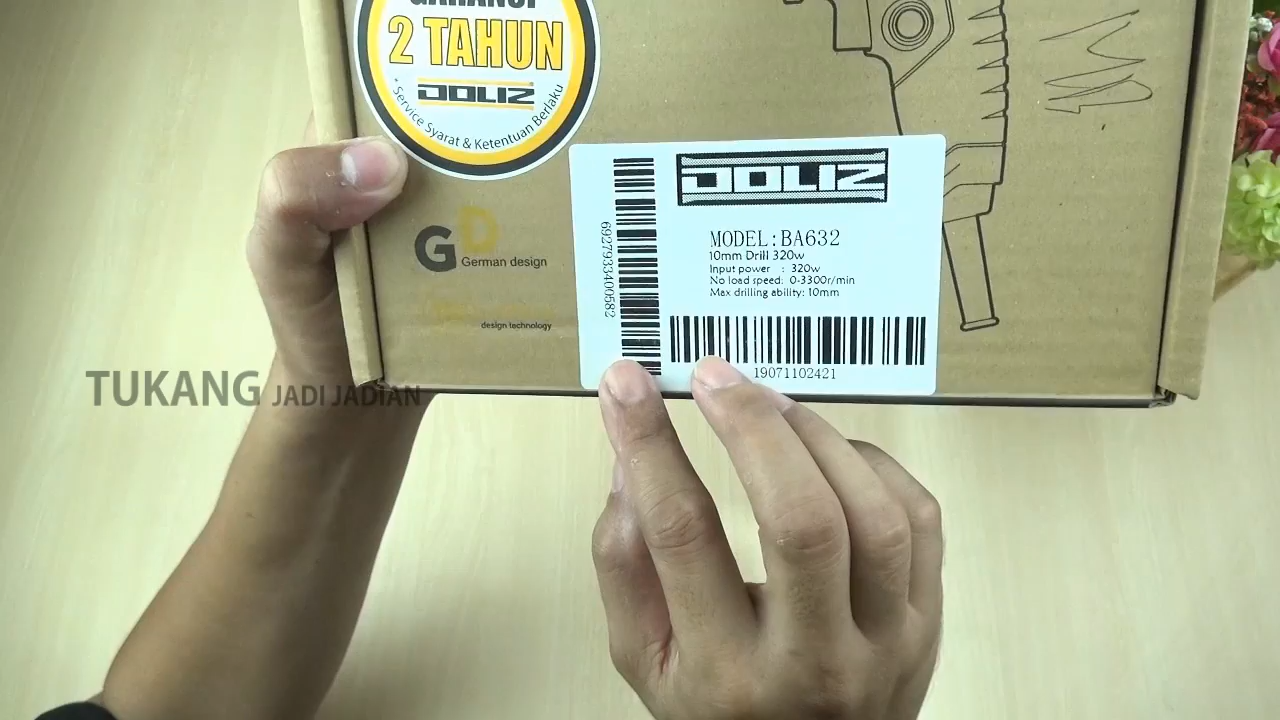 GARANSI
2 TAHUN
DOLIZ
* Service Syarat & Ketentuan Berlaku
GD
German design
design technology
DOLIZ
6927933400582
MODEL:BA632
10mm Drill 320w
Input power : 320w
No load speed: 0-3300r/min
Max drilling ability: 10mm
19071102421
TUKANG JADI JADIAN